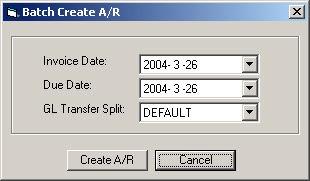 Batch Create A/R
Invoice Date: 2004- 3 -26
Due Date: 2004- 3 -26
GL Transfer Split: DEFAULT
Create A/R Cancel